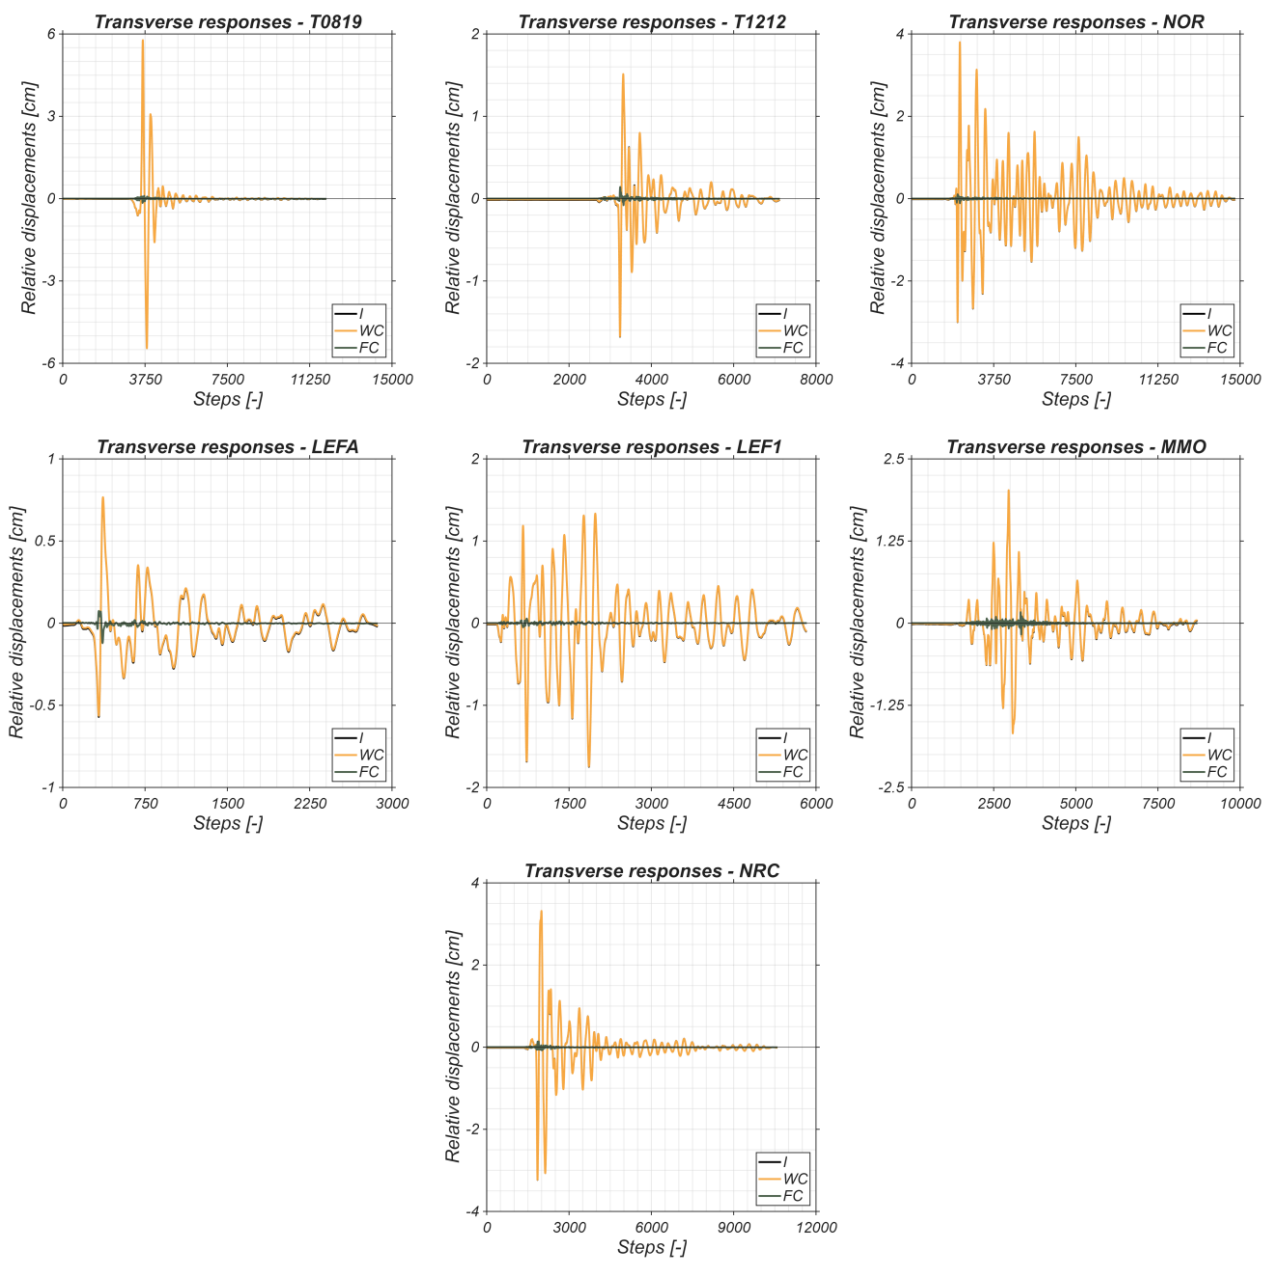 Transverse responses - T0819
Relative displacements [cm]
6
3
0
-3
-6
0 3750 7500 11250 15000
Steps [-]
I
WC
FC
Transverse responses - T1212
Relative displacements [cm]
2
1
0
-1
-2
0 2000 4000 6000 8000
Steps [-]
I
WC
FC
Transverse responses - NOR
Relative displacements [cm]
4
2
0
-2
-4
0 3750 7500 11250 15000
Steps [-]
I
WC
FC
Transverse responses - LEFA
Relative displacements [cm]
1
0.5
0
-0.5
-1
0 750 1500 2250 3000
Steps [-]
I
WC
FC
Transverse responses - LEF1
Relative displacements [cm]
2
1
0
-1
-2
0 1500 3000 4500 6000
Steps [-]
I
WC
FC
Transverse responses - MMO
Relative displacements [cm]
2.5
1.25
0
-1.25
-2.5
0 2500 5000 7500 10000
Steps [-]
I
WC
FC
Transverse responses - NRC
Relative displacements [cm]
4
2
0
-2
-4
0 3000 6000 9000 12000
Steps [-]
I
WC
FC